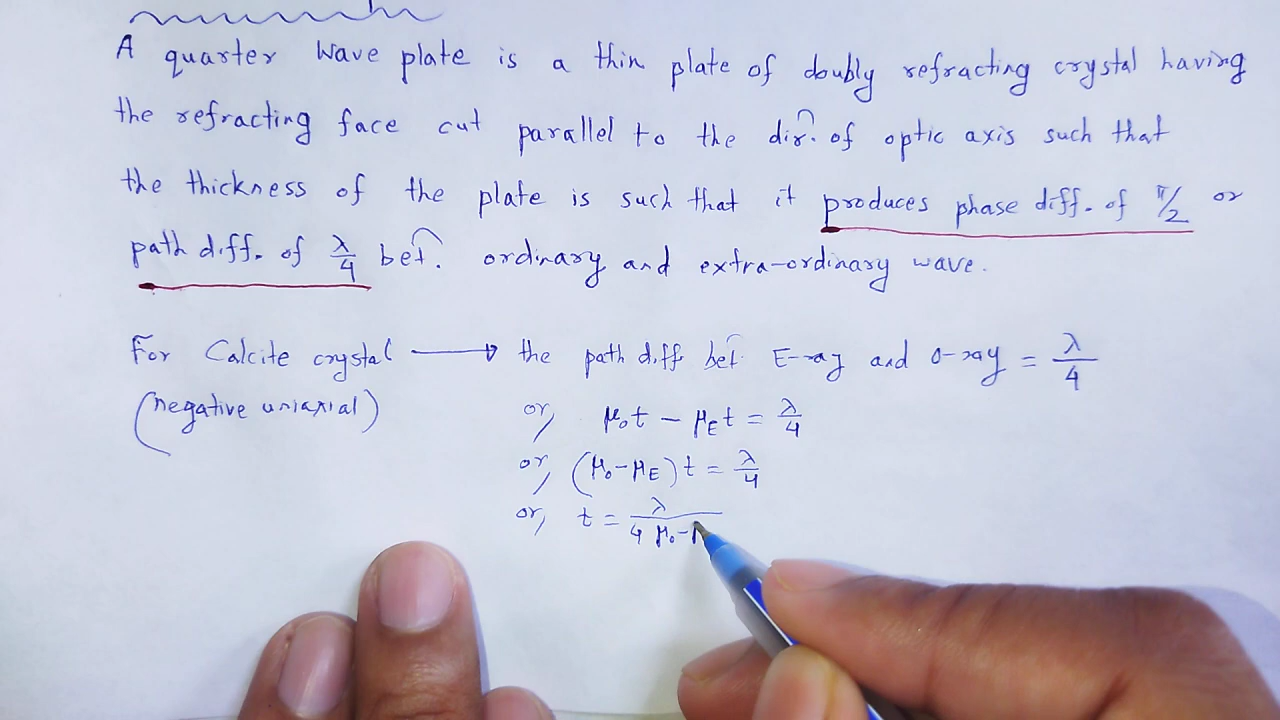 A quarter wave plate is a thin plate of doubly refracting crystal having
the refracting face cut parallel to the dirn. of optic axis such that
the thickness of the plate is such that it produces phase diff. of π/2 or
path diff. of λ/4 bet. ordinary and extra-ordinary wave.
For Calcite crystal → the path diff bet. E-ray and O-ray = λ/4
(negative uniaxial) or, μ₀t - μ_E t = λ/4
or, (μ₀-μ_E) t = λ/4
or, t = λ/4 μ₀-μ